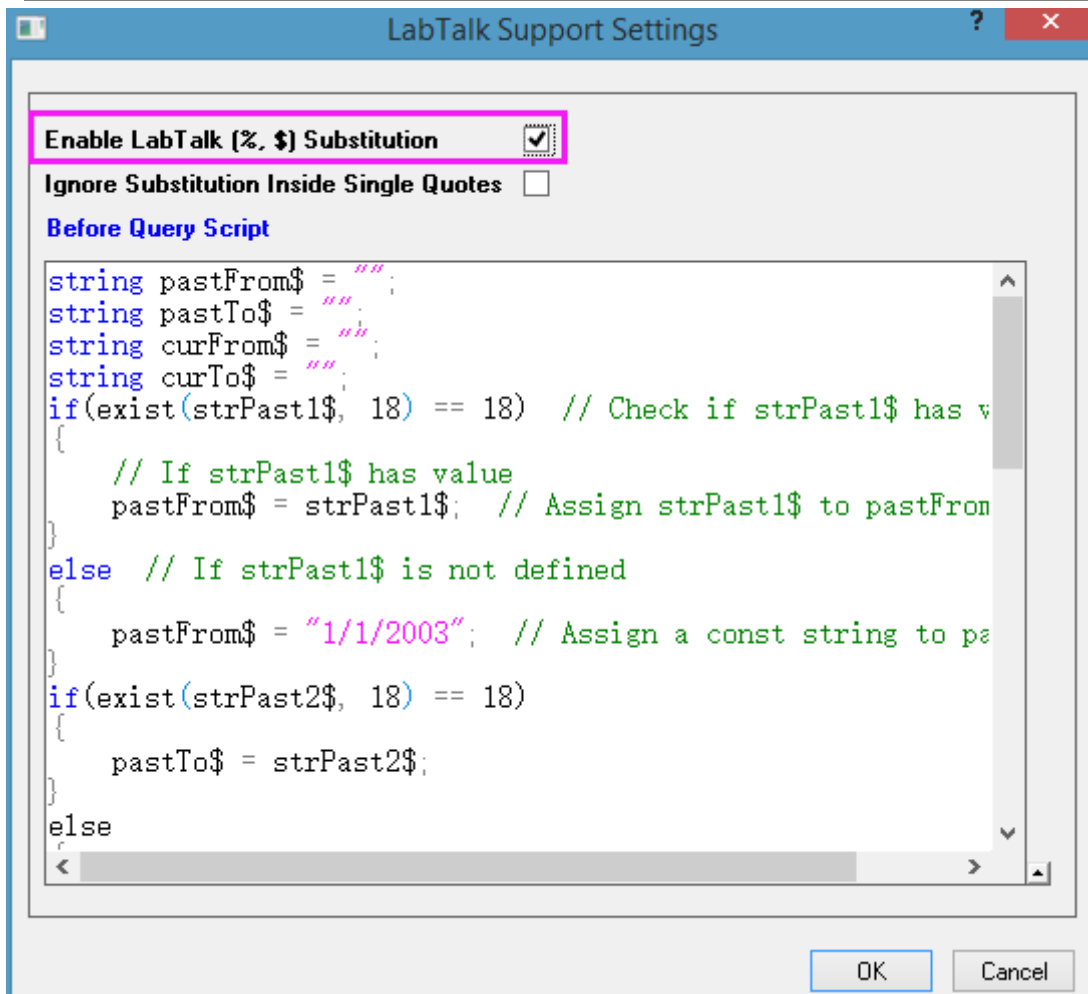 LabTalk Support Settings ? ×
Enable LabTalk (%, $) Substitution
Ignore Substitution Inside Single Quotes
Before Query Script
string pastFrom$ = "";
string pastTo$ = "";
string curFrom$ = "";
string curTo$ = "";
if(exist(strPast1$, 18) == 18) // Check if strPast1$ has v
{
// If strPast1$ has value
pastFrom$ = strPast1$; // Assign strPast1$ to pastFrom
}
else // If strPast1$ is not defined
{
pastFrom$ = "1/1/2003"; // Assign a const string to pa
}
if(exist(strPast2$, 18) == 18)
{
pastTo$ = strPast2$;
}
else
{
OK Cancel